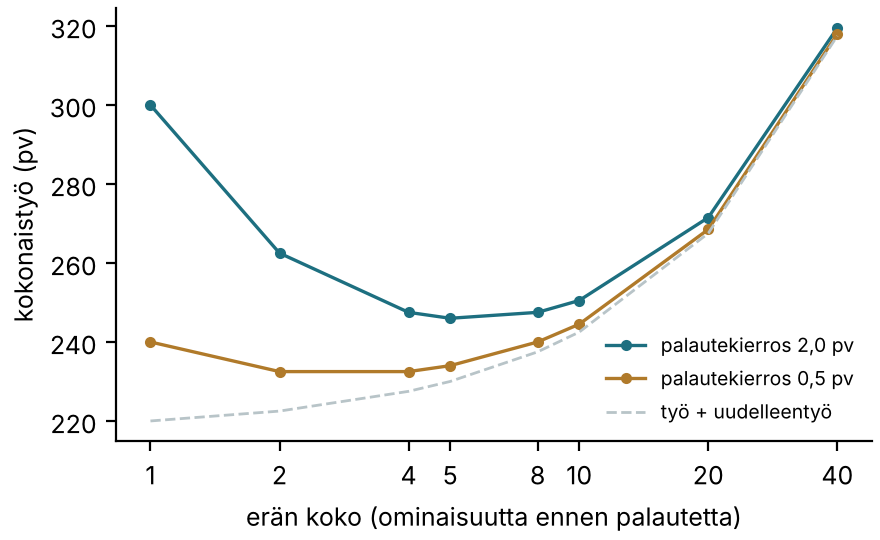 kokonaistyö (pv)
320
300
280
260
240
220
palautekierros 2,0 pv
palautekierros 0,5 pv
työ + uudelleentyö
1 2 4 5 8 10 20 40
erän koko (ominaisuutta ennen palautetta)